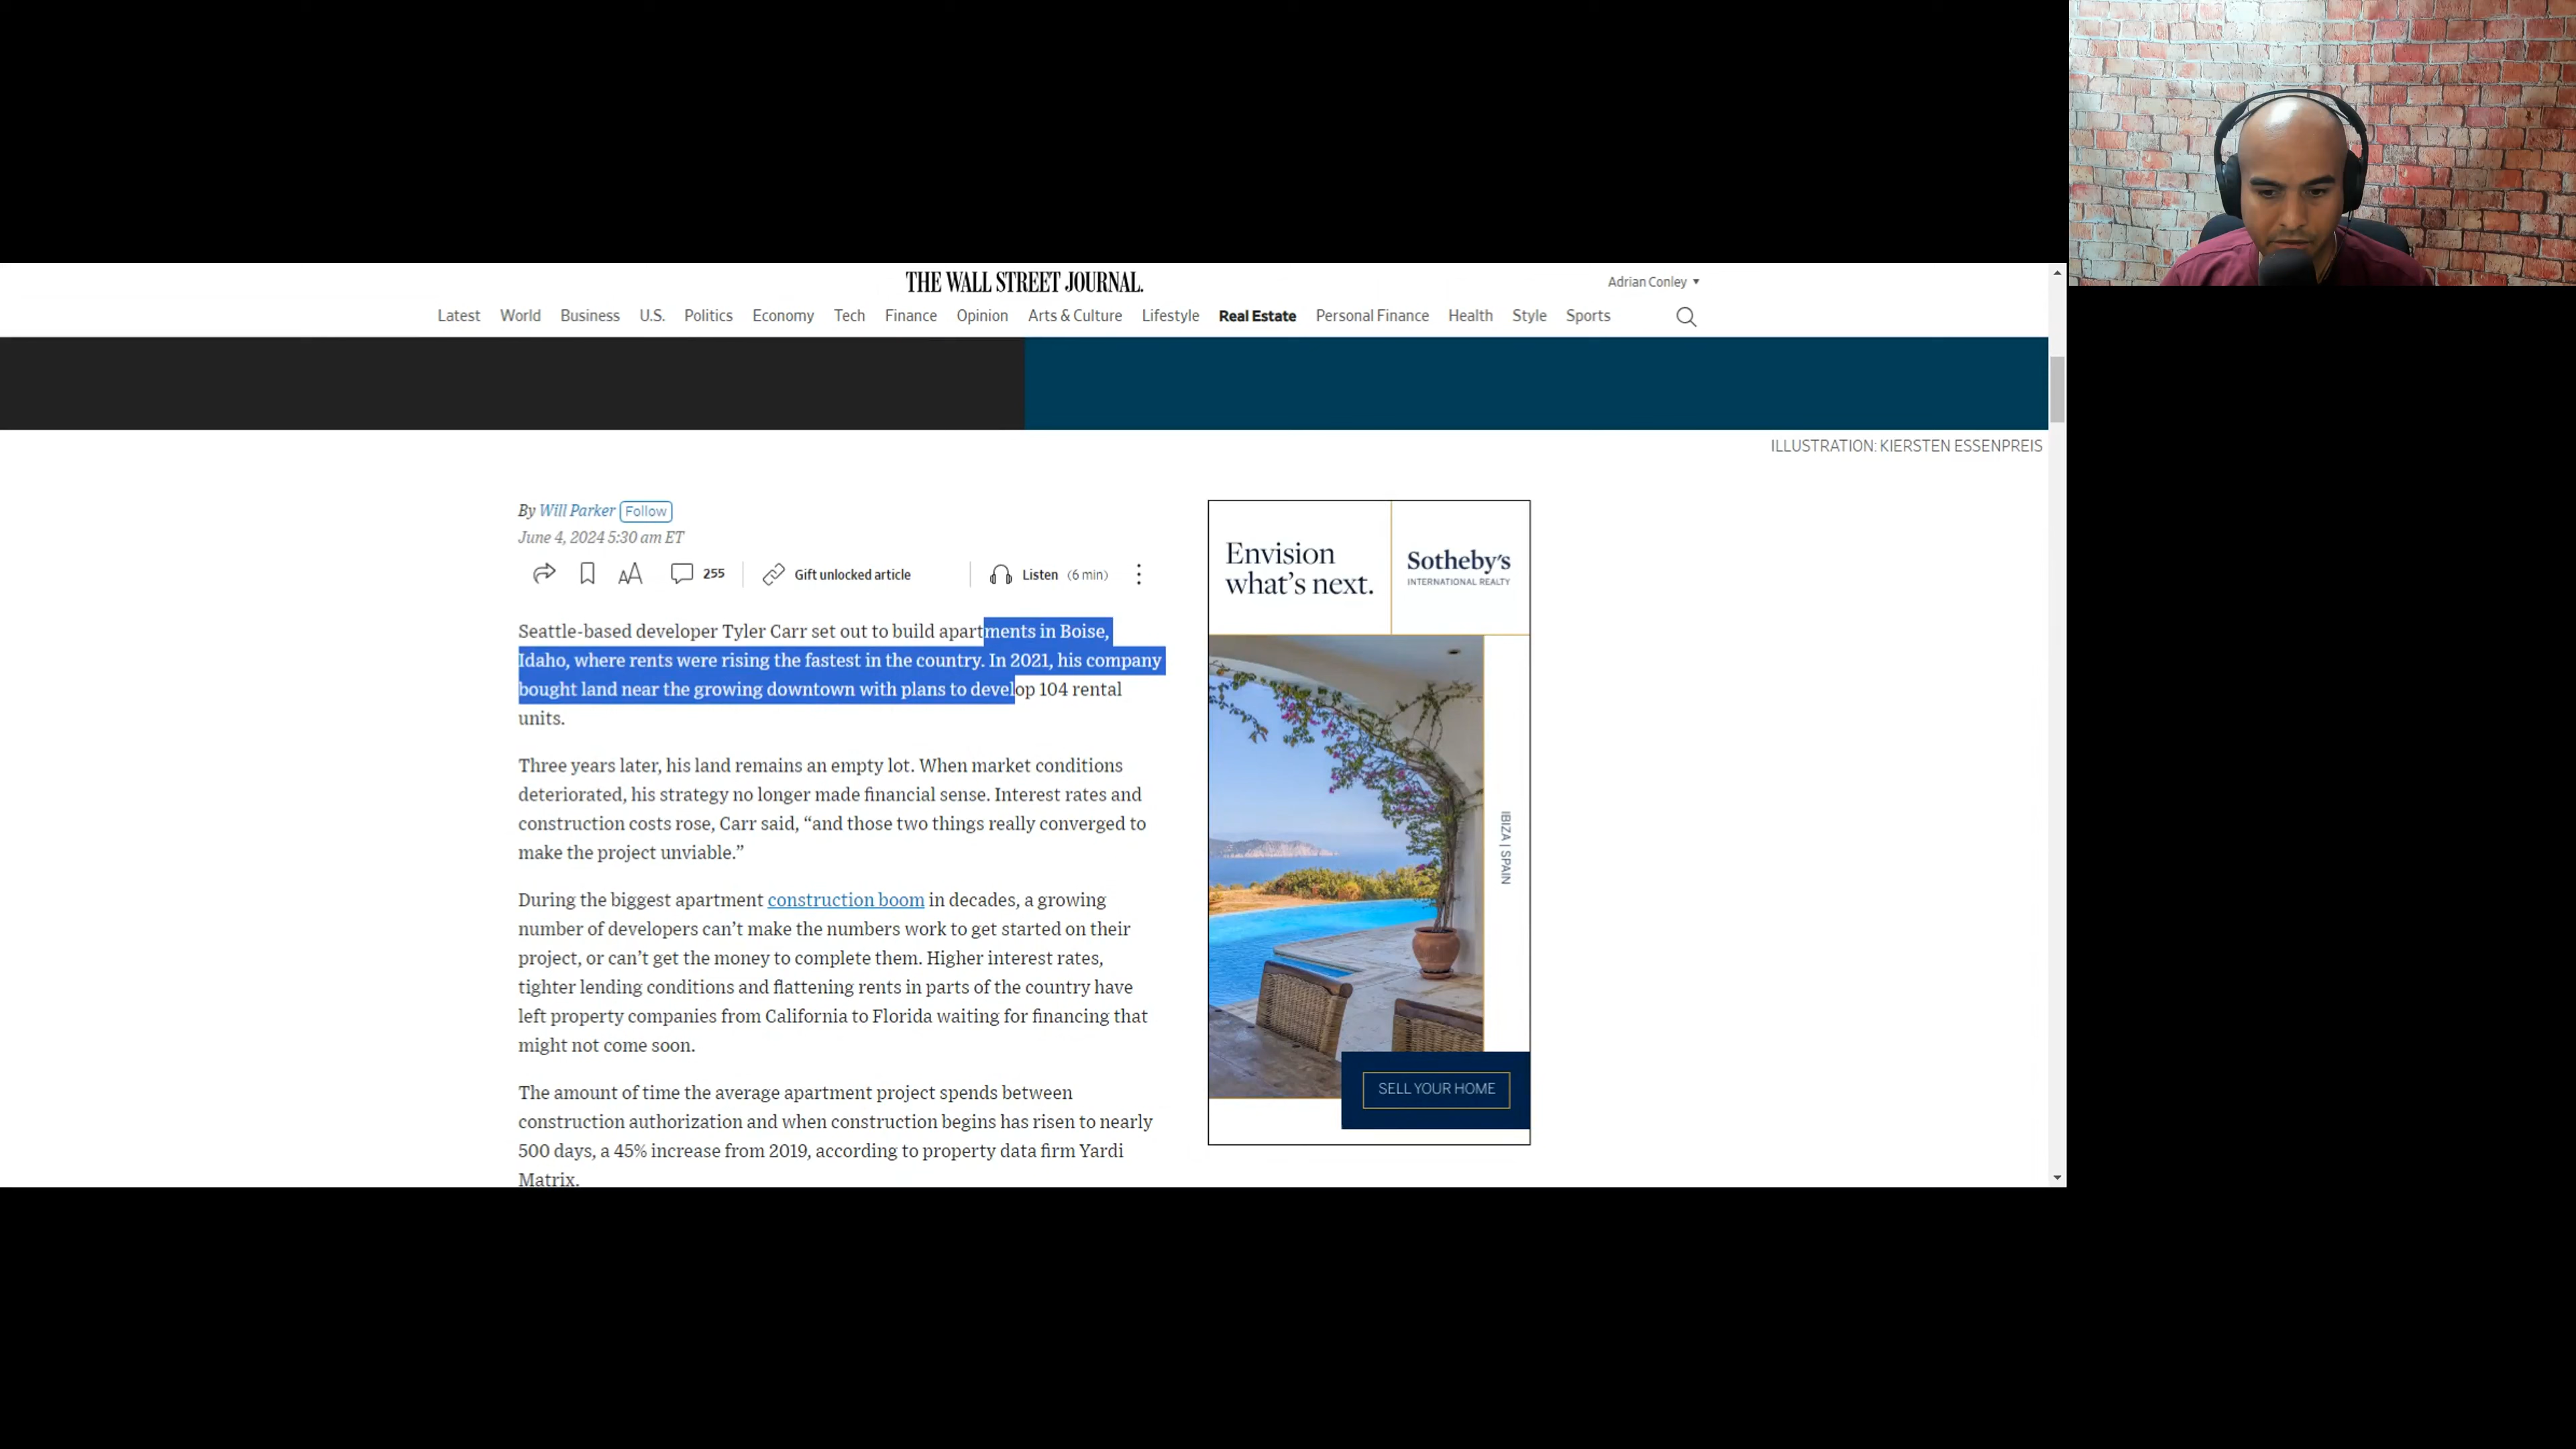 THE WALL STREET JOURNAL.
Adrian Conley
Latest World Business U.S. Politics Economy Tech Finance Opinion Arts & Culture Lifestyle Real Estate Personal Finance Health Style Sports
ILLUSTRATION: KIERSTEN ESSENPREIS
By Will Parker Follow
June 4, 2024 5:30 am ET
AA 255 Gift unlocked article Listen (6 min)
Seattle-based developer Tyler Carr set out to build apartments in Boise,
Idaho, where rents were rising the fastest in the country. In 2021, his company
bought land near the growing downtown with plans to develop 104 rental
units.
Three years later, his land remains an empty lot. When market conditions
deteriorated, his strategy no longer made financial sense. Interest rates and
construction costs rose, Carr said, “and those two things really converged to
make the project unviable.”
During the biggest apartment construction boom in decades, a growing
number of developers can’t make the numbers work to get started on their
project, or can’t get the money to complete them. Higher interest rates,
tighter lending conditions and flattening rents in parts of the country have
left property companies from California to Florida waiting for financing that
might not come soon.
The amount of time the average apartment project spends between
construction authorization and when construction begins has risen to nearly
500 days, a 45% increase from 2019, according to property data firm Yardi
Matrix.
Envision
what’s next.
Sotheby’s
INTERNATIONAL REALTY
IBIZA | SPAIN
SELL YOUR HOME